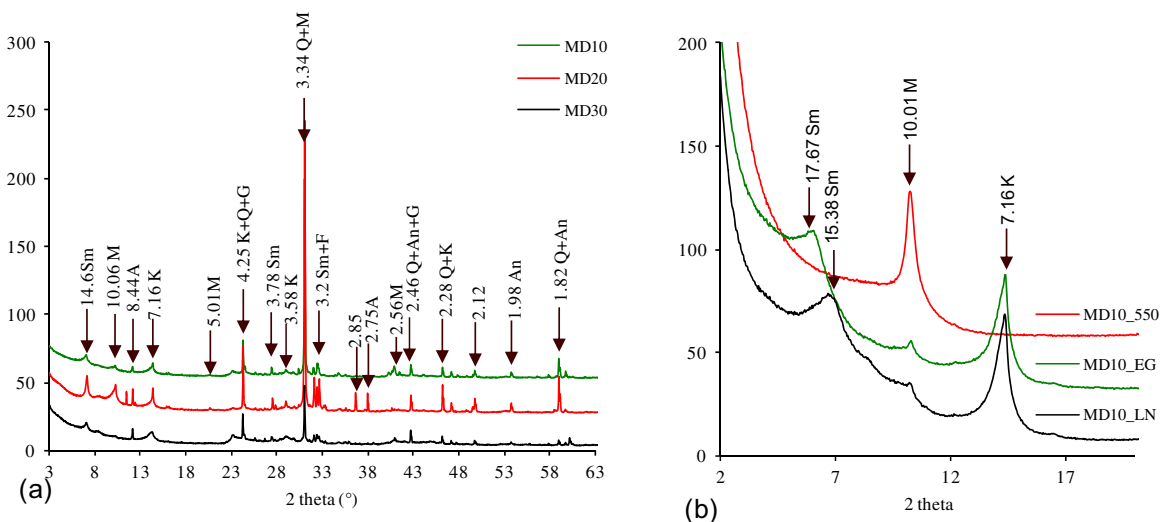 300
250
200
150
100
50
0
3
8
13
18
23
28
33
38
43
48
53
58
63
2 theta (°)
(a)
14.6Sm
10.06 M
8.44A
7.16 K
5.01M
4.25 K+Q+G
3.78 Sm
3.58 K
3.34 Q+M
3.2 Sm+F
2.85
2.75A
2.56M
2.46 Q+An+G
2.28 Q+K
2.12
1.98 An
1.82 Q+An
MD10
MD20
MD30
200
150
100
50
0
2
7
12
17
2 theta
(b)
17.67 Sm
15.38 Sm
10.01 M
7.16 K
MD10_550
MD10_EG
MD10_LN